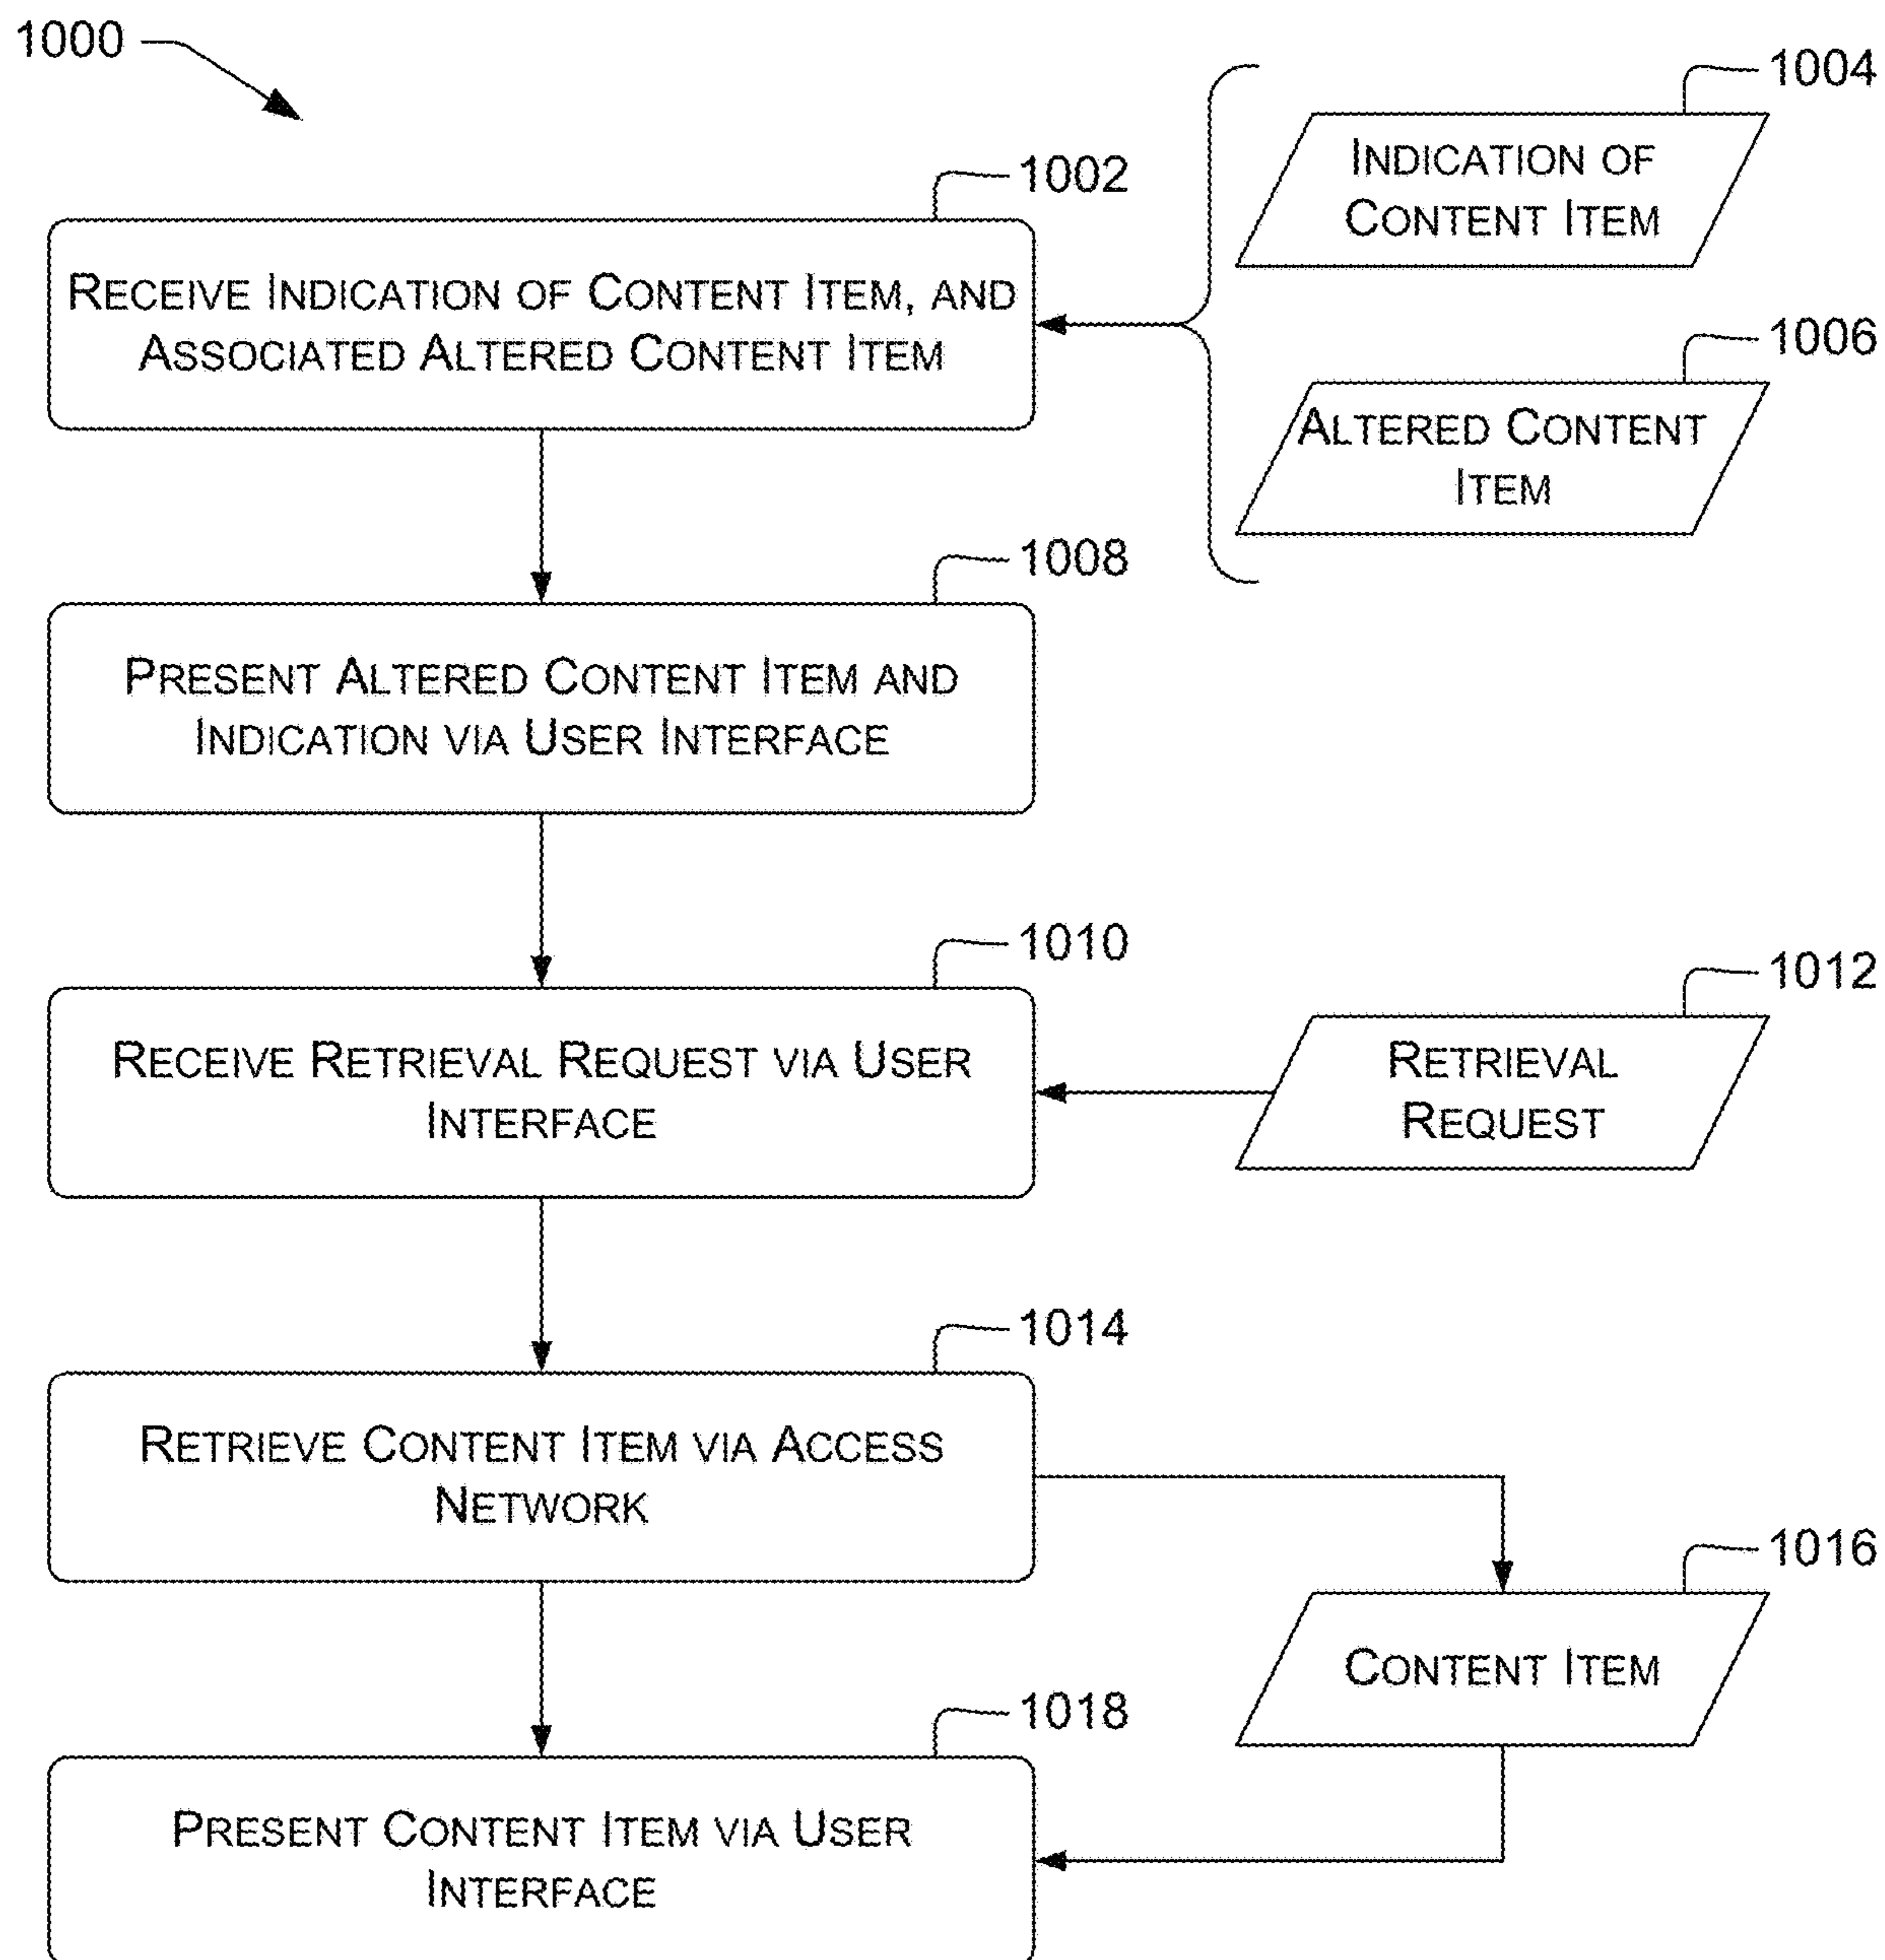 1000
1004
INDICATION OF
CONTENT ITEM
1002
RECEIVE INDICATION OF CONTENT ITEM, AND
ASSOCIATED ALTERED CONTENT ITEM
1006
ALTERED CONTENT
ITEM
1008
PRESENT ALTERED CONTENT ITEM AND
INDICATION VIA USER INTERFACE
1010
RECEIVE RETRIEVAL REQUEST VIA USER
INTERFACE
1012
RETRIEVAL
REQUEST
1014
RETRIEVE CONTENT ITEM VIA ACCESS
NETWORK
1016
CONTENT ITEM
1018
PRESENT CONTENT ITEM VIA USER
INTERFACE